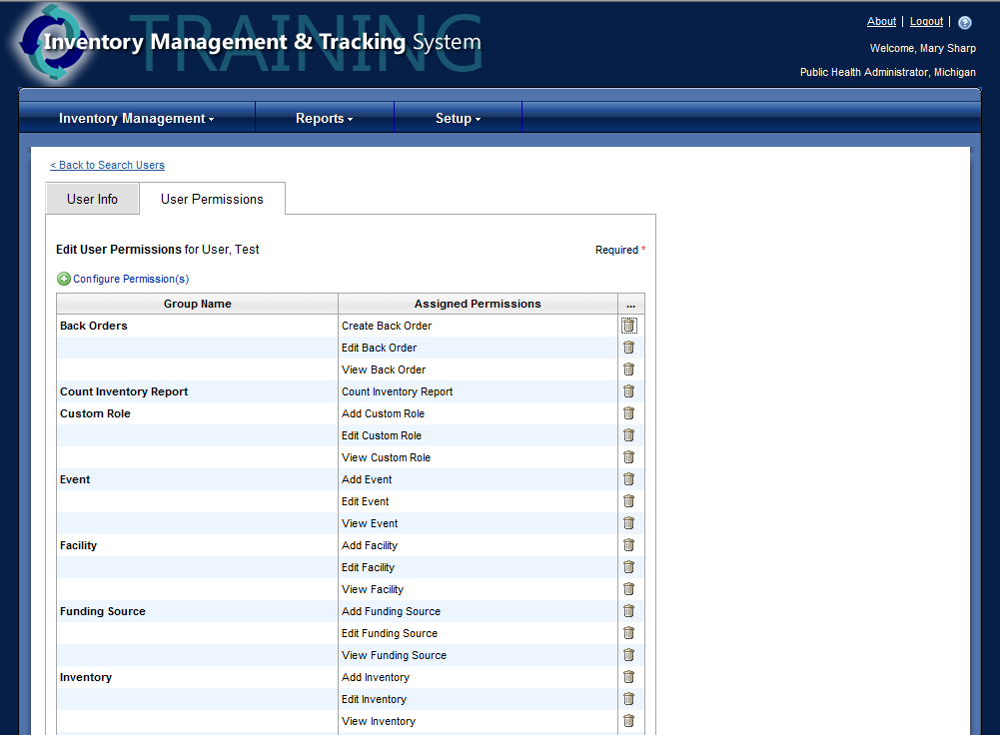 TRAINING
Inventory Management & Tracking System
About | Logout |
Welcome, Mary Sharp
Public Health Administrator, Michigan
Inventory Management Reports Setup
< Back to Search Users
User Info User Permissions
Edit User Permissions for User, Test Required *
Configure Permission(s)
Group Name Assigned Permissions ...
Back Orders Create Back Order
Edit Back Order
View Back Order
Count Inventory Report Count Inventory Report
Custom Role Add Custom Role
Edit Custom Role
View Custom Role
Event Add Event
Edit Event
View Event
Facility Add Facility
Edit Facility
View Facility
Funding Source Add Funding Source
Edit Funding Source
View Funding Source
Inventory Add Inventory
Edit Inventory
View Inventory